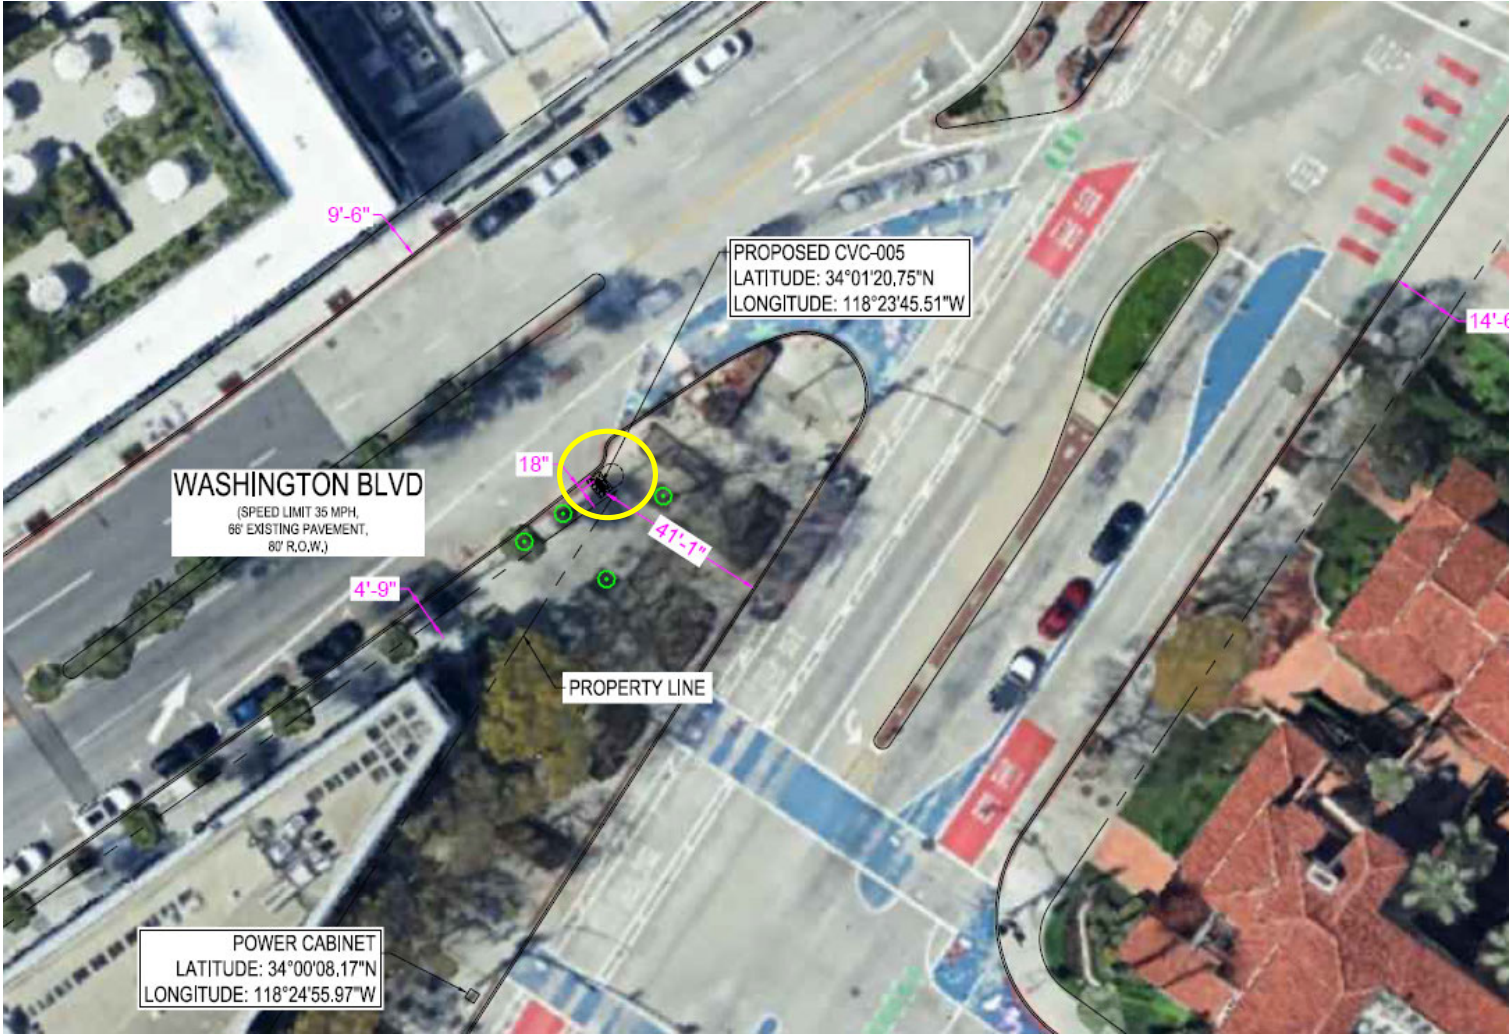 9'-6"
PROPOSED CVC-005
LATITUDE: 34°01'20.75"N
LONGITUDE: 118°23'45.51"W
14'-6
18"
WASHINGTON BLVD
(SPEED LIMIT 35 MPH,
66' EXISTING PAVEMENT,
80' R.O.W.)
41'-1"
4'-9"
PROPERTY LINE
POWER CABINET
LATITUDE: 34°00'08.17"N
LONGITUDE: 118°24'55.97"W